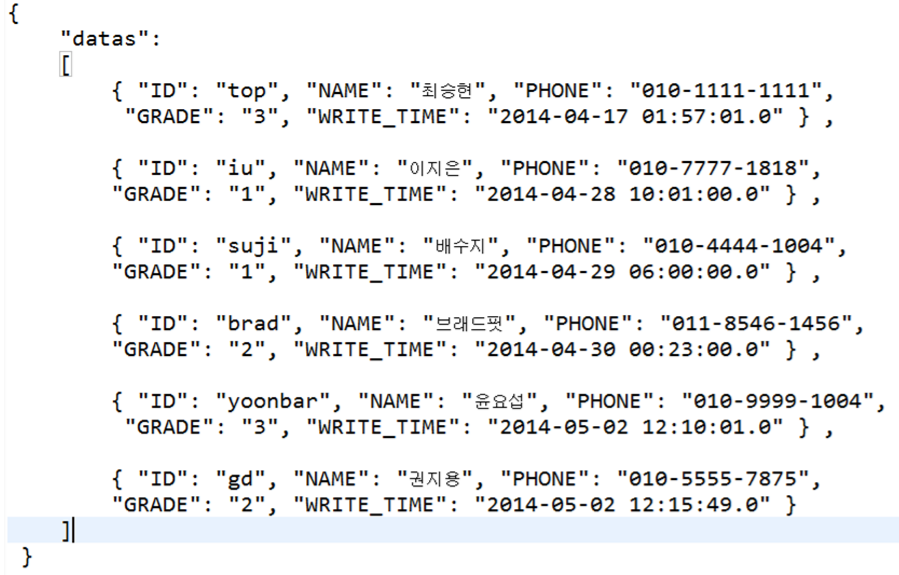 {
"datas":
[
{ "ID": "top", "NAME": "최승현", "PHONE": "010-1111-1111",
"GRADE": "3", "WRITE_TIME": "2014-04-17 01:57:01.0" } ,
{ "ID": "iu", "NAME": "이지은", "PHONE": "010-7777-1818",
"GRADE": "1", "WRITE_TIME": "2014-04-28 10:01:00.0" } ,
{ "ID": "suji", "NAME": "배수지", "PHONE": "010-4444-1004",
"GRADE": "1", "WRITE_TIME": "2014-04-29 06:00:00.0" } ,
{ "ID": "brad", "NAME": "브래드핏", "PHONE": "011-8546-1456",
"GRADE": "2", "WRITE_TIME": "2014-04-30 00:23:00.0" } ,
{ "ID": "yoonbar", "NAME": "윤요섭", "PHONE": "010-9999-1004",
"GRADE": "3", "WRITE_TIME": "2014-05-02 12:10:01.0" } ,
{ "ID": "gd", "NAME": "권지용", "PHONE": "010-5555-7875",
"GRADE": "2", "WRITE_TIME": "2014-05-02 12:15:49.0" }
]
}